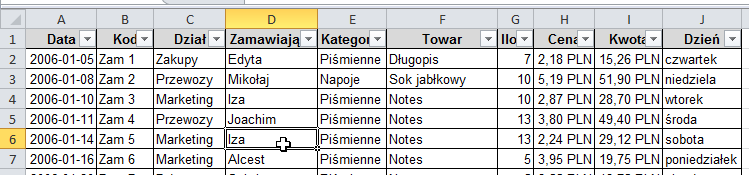 A B C D E F G H I J
1 Data Kod Dział Zamawiają Kategor Towar Ilo Cena Kwota Dzień
2 2006-01-05 Zam 1 Zakupy Edyta Piśmienne Długopis 7 2,18 PLN 15,26 PLN czwartek
3 2006-01-08 Zam 2 Przewozy Mikołaj Napoje Sok jabłkowy 10 5,19 PLN 51,90 PLN niedziela
4 2006-01-10 Zam 3 Marketing Iza Piśmienne Notes 10 2,87 PLN 28,70 PLN wtorek
5 2006-01-11 Zam 4 Przewozy Joachim Piśmienne Notes 13 3,80 PLN 49,40 PLN środa
6 2006-01-14 Zam 5 Marketing Iza Piśmienne Notes 13 2,24 PLN 29,12 PLN sobota
7 2006-01-16 Zam 6 Marketing Alcest Piśmienne Notes 5 3,95 PLN 19,75 PLN poniedziałek